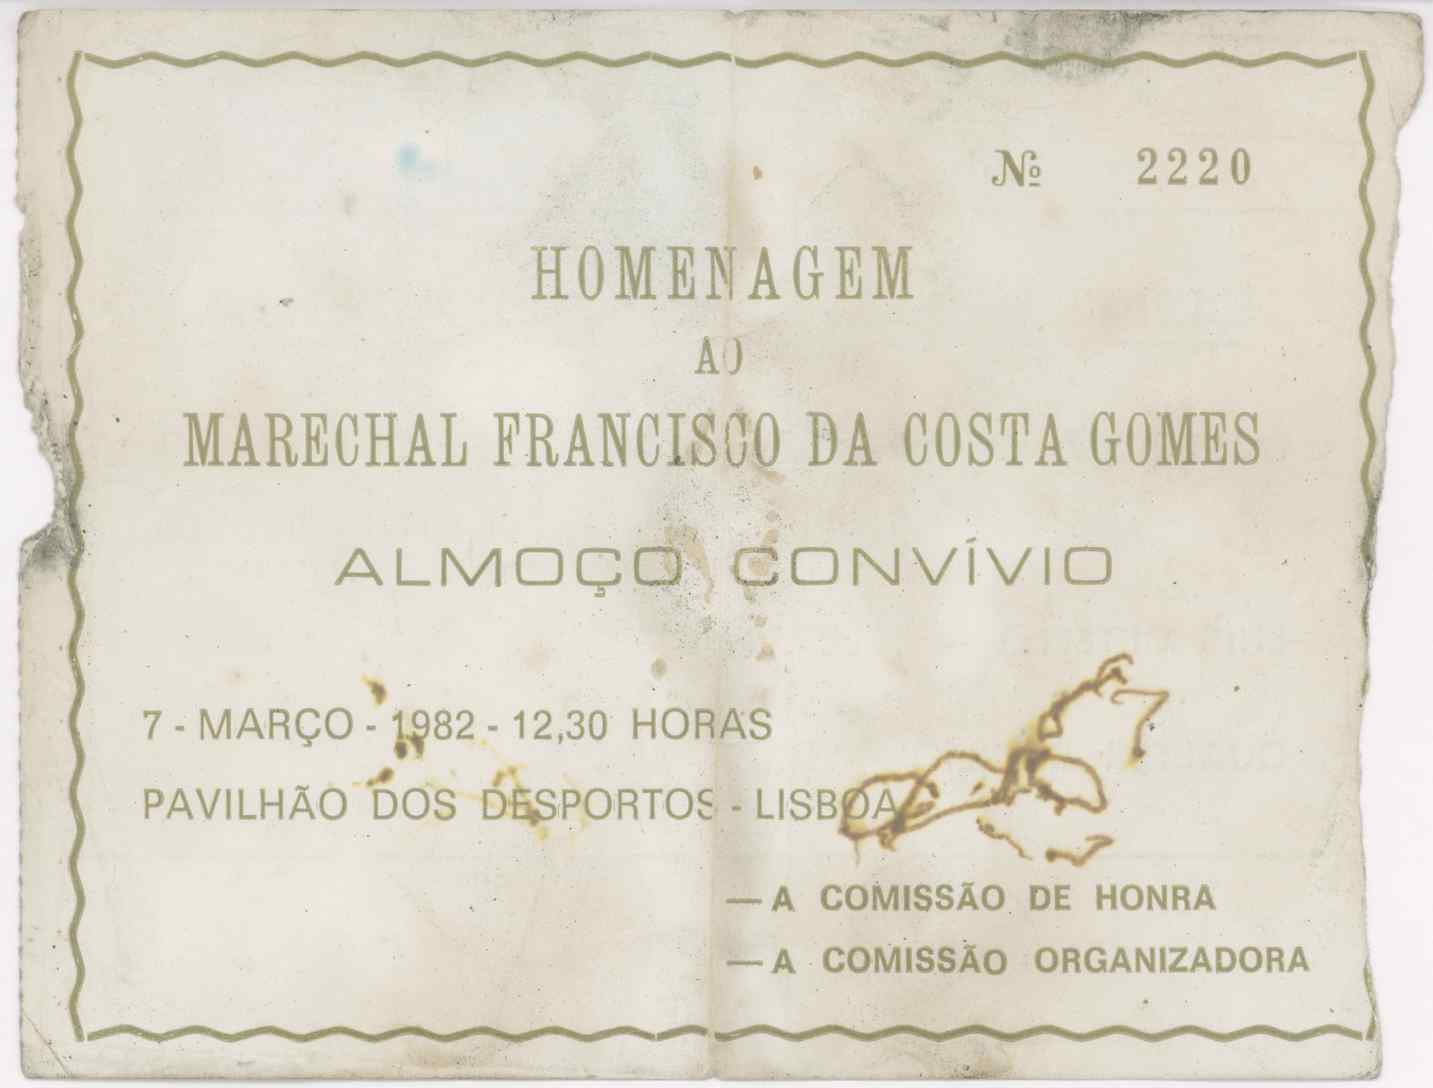 Nº 2220
HOMENAGEM
AO
MARECHAL FRANCISCO DA COSTA GOMES
ALMOÇO CONVÍVIO
7 - MARÇO - 1982 - 12,30 HORAS
PAVILHÃO DOS DESPORTOS - LISBOA
— A COMISSÃO DE HONRA
— A COMISSÃO ORGANIZADORA